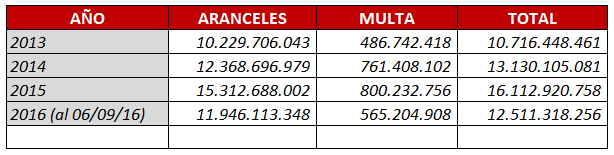 AÑO ARANCELES MULTA TOTAL
2013 10.229.706.043 486.742.418 10.716.448.461
2014 12.368.696.979 761.408.102 13.130.105.081
2015 15.312.688.002 800.232.756 16.112.920.758
2016 (al 06/09/16) 11.946.113.348 565.204.908 12.511.318.256